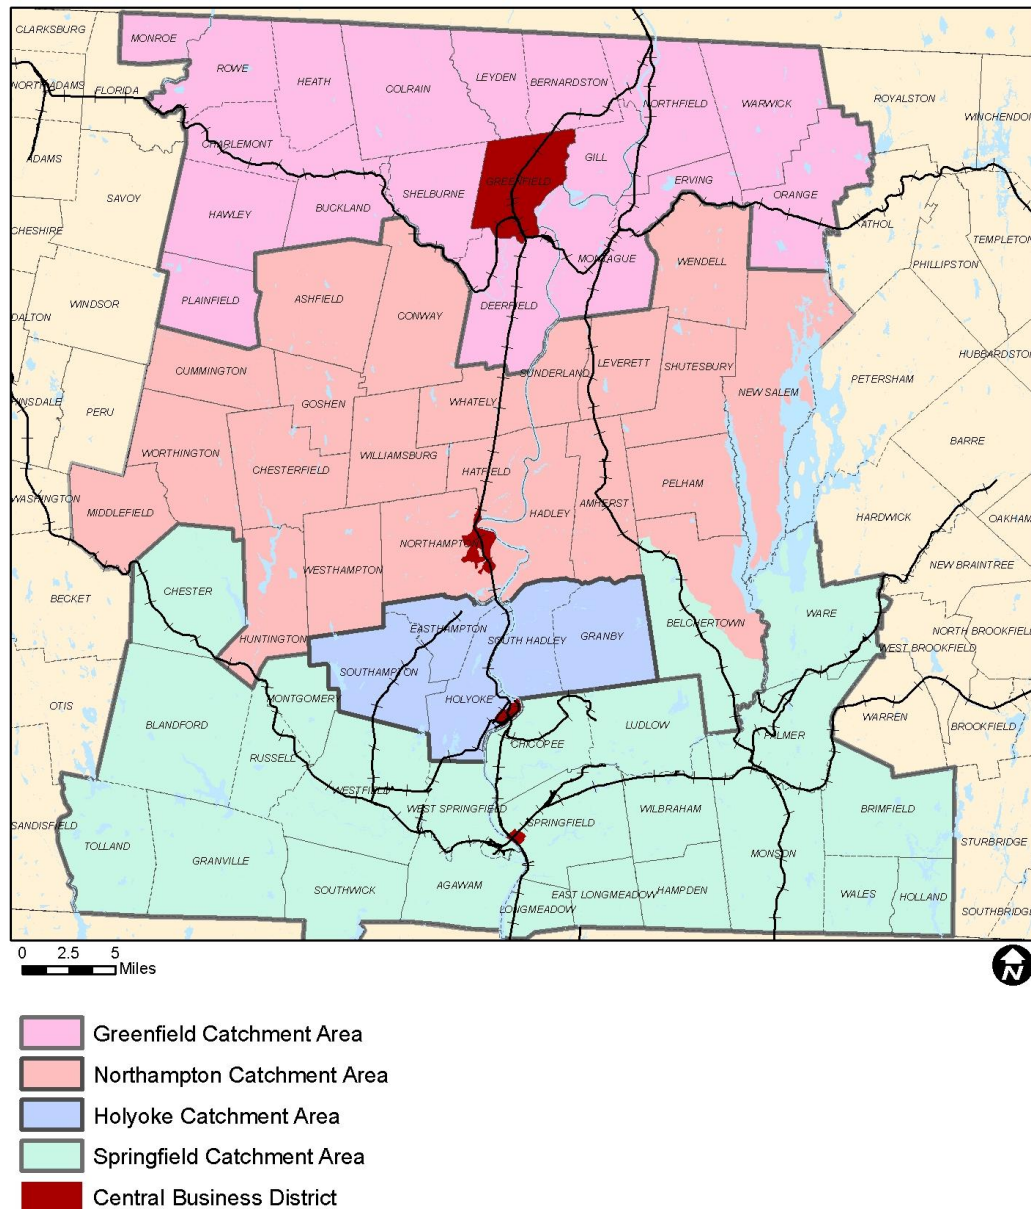 CLARKSBURG
MONROE
ROWE
HEATH
COLRAIN
LEYDEN
BERNARDSTON
NORTHFIELD
WARWICK
ROYALSTON
WINCHENDON
NORTH ADAMS
FLORIDA
ADAMS
CHARLEMONT
SHELBURNE
GREENFIELD
GILL
ERVING
ORANGE
ATHOL
SAVOY
HAWLEY
BUCKLAND
CHESHIRE
TEMPLETON
PHILLIPSTON
MONTAGUE
WENDELL
WINDSOR
PLAINFIELD
ASHFIELD
CONWAY
DEERFIELD
DALTON
HUBBARDSTON
CUMMINGTON
SUNDERLAND
LEVERETT
SHUTESBURY
PETERSHAM
NEW SALEM
HINSDALE
PERU
GOSHEN
WHATELY
BARRE
WORTHINGTON
CHESTERFIELD
WILLIAMSBURG
HATFIELD
PELHAM
WASHINGTON
MIDDLEFIELD
NORTHAMPTON
HADLEY
AMHERST
HARDWICK
OAKHAM
WESTHAMPTON
NEW BRAINTREE
BECKET
CHESTER
HUNTINGTON
EASTHAMPTON
SOUTH HADLEY
GRANBY
BELCHERTOWN
WARE
NORTH BROOKFIELD
WEST BROOKFIELD
SOUTHAMPTON
OTIS
MONTGOMERY
HOLYOKE
BLANDFORD
RUSSELL
CHICOPEE
LUDLOW
PALMER
WARREN
BROOKFIELD
WESTFIELD
WEST SPRINGFIELD
SPRINGFIELD
WILBRAHAM
BRIMFIELD
SANDISFIELD
TOLLAND
GRANVILLE
SOUTHWICK
AGAWAM
LONGMEADOW
EAST LONGMEADOW
HAMPDEN
MONSON
WALES
HOLLAND
STURBRIDGE
SOUTHBRIDGE
0 2.5 5
Miles
N
Greenfield Catchment Area
Northampton Catchment Area
Holyoke Catchment Area
Springfield Catchment Area
Central Business District